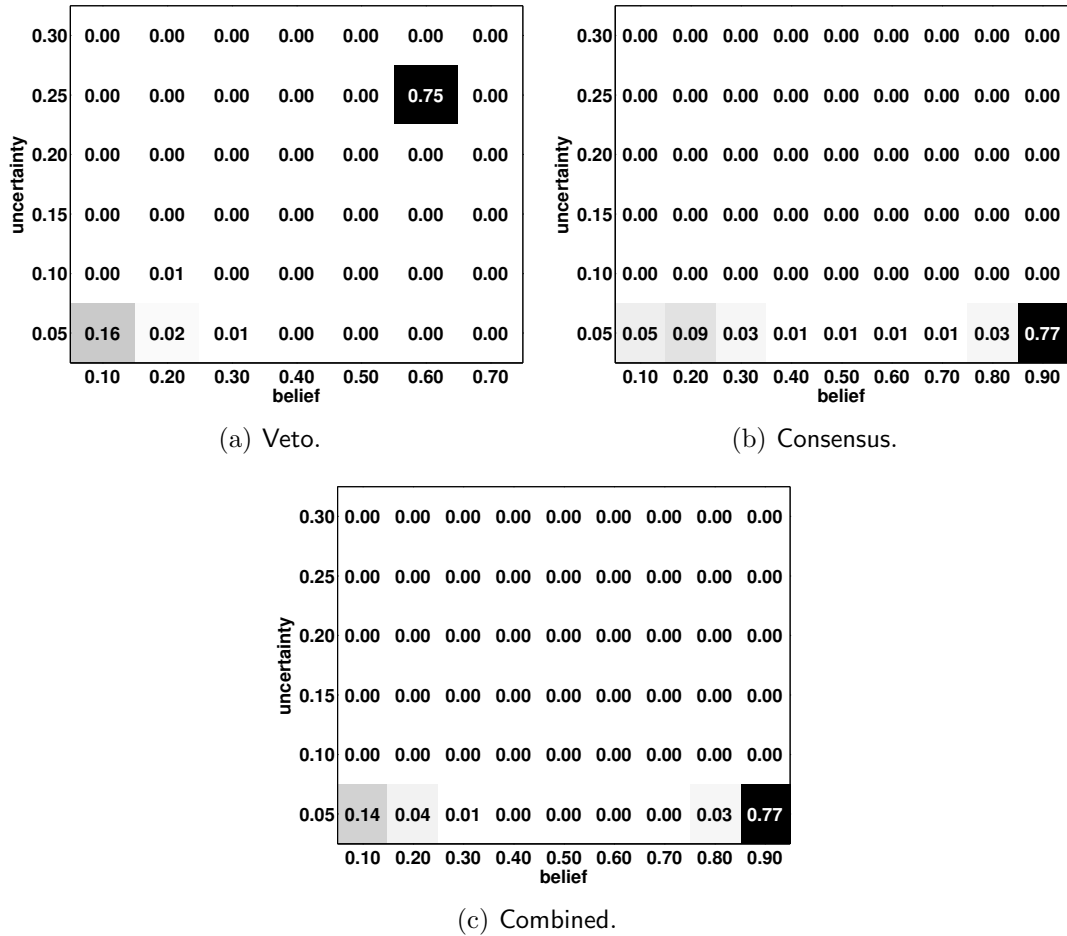 0.30 0.00 0.00 0.00 0.00 0.00 0.00 0.00
0.25 0.00 0.00 0.00 0.00 0.00 0.75 0.00
0.20 0.00 0.00 0.00 0.00 0.00 0.00 0.00
0.15 0.00 0.00 0.00 0.00 0.00 0.00 0.00
0.10 0.00 0.01 0.00 0.00 0.00 0.00 0.00
0.05 0.16 0.02 0.01 0.00 0.00 0.00 0.00
0.10 0.20 0.30 0.40 0.50 0.60 0.70
uncertainty
belief
(a) Veto.
0.30 0.00 0.00 0.00 0.00 0.00 0.00 0.00 0.00 0.00
0.25 0.00 0.00 0.00 0.00 0.00 0.00 0.00 0.00 0.00
0.20 0.00 0.00 0.00 0.00 0.00 0.00 0.00 0.00 0.00
0.15 0.00 0.00 0.00 0.00 0.00 0.00 0.00 0.00 0.00
0.10 0.00 0.00 0.00 0.00 0.00 0.00 0.00 0.00 0.00
0.05 0.05 0.09 0.03 0.01 0.01 0.01 0.01 0.03 0.77
0.10 0.20 0.30 0.40 0.50 0.60 0.70 0.80 0.90
uncertainty
belief
(b) Consensus.
0.30 0.00 0.00 0.00 0.00 0.00 0.00 0.00 0.00 0.00
0.25 0.00 0.00 0.00 0.00 0.00 0.00 0.00 0.00 0.00
0.20 0.00 0.00 0.00 0.00 0.00 0.00 0.00 0.00 0.00
0.15 0.00 0.00 0.00 0.00 0.00 0.00 0.00 0.00 0.00
0.10 0.00 0.00 0.00 0.00 0.00 0.00 0.00 0.00 0.00
0.05 0.14 0.04 0.01 0.00 0.00 0.00 0.00 0.03 0.77
0.10 0.20 0.30 0.40 0.50 0.60 0.70 0.80 0.90
uncertainty
belief
(c) Combined.